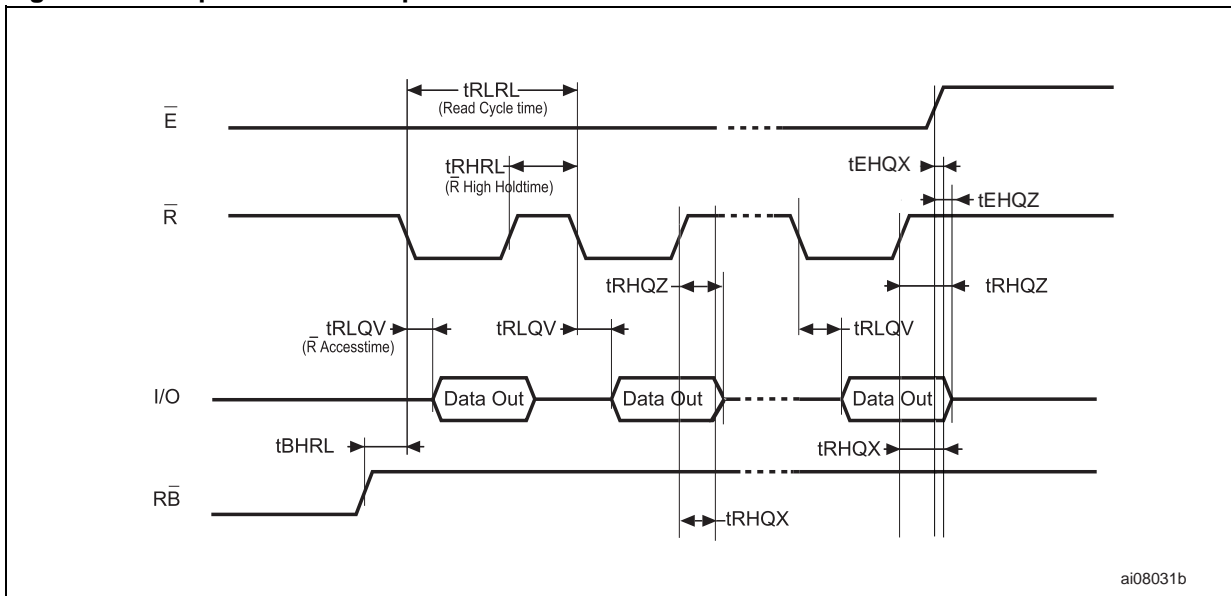 tRLRL
(Read Cycle time)
E̅
tRHRL
(R̅ High Holdtime)
tEHQX
tEHQZ
R̅
tRHQZ
tRHQZ
tRLQV
(R̅ Accesstime)
tRLQV
tRLQV
I/O
Data Out
Data Out
Data Out
tBHRL
tRHQX
RB̅
tRHQX
ai08031b